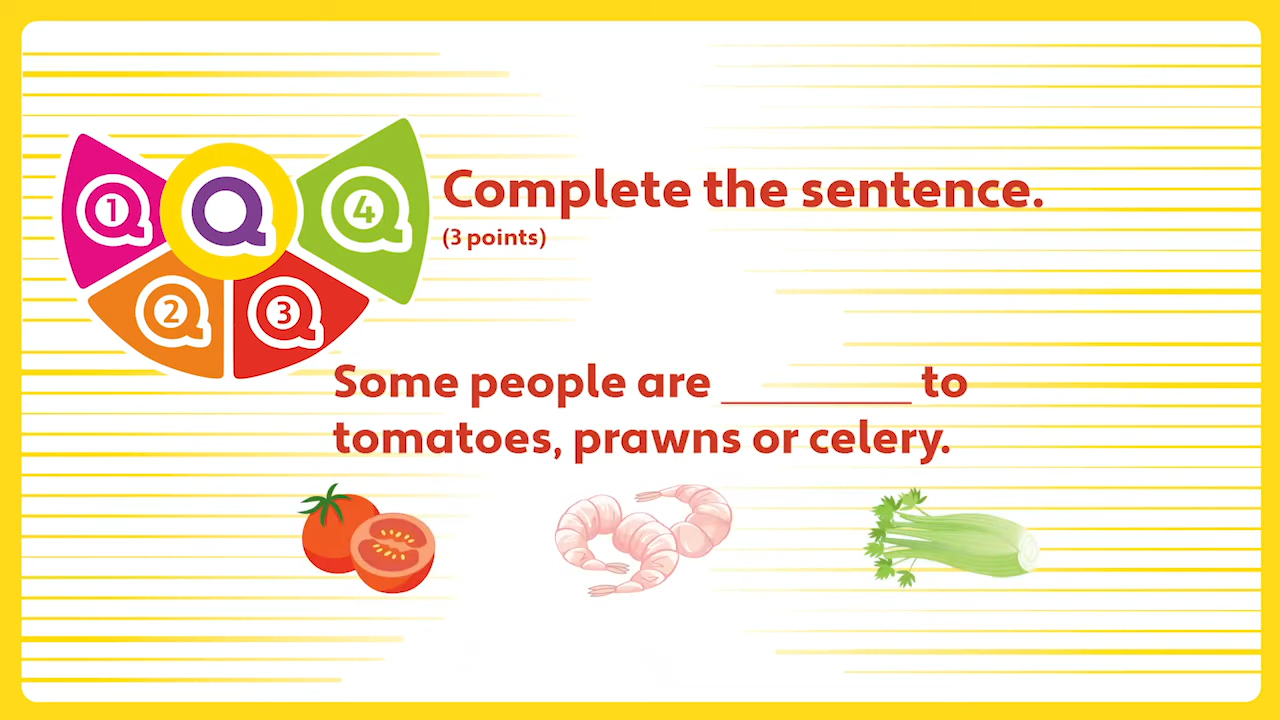 Complete the sentence.
(3 points)
1
Q
4
2
3
Some people are _________ to
tomatoes, prawns or celery.